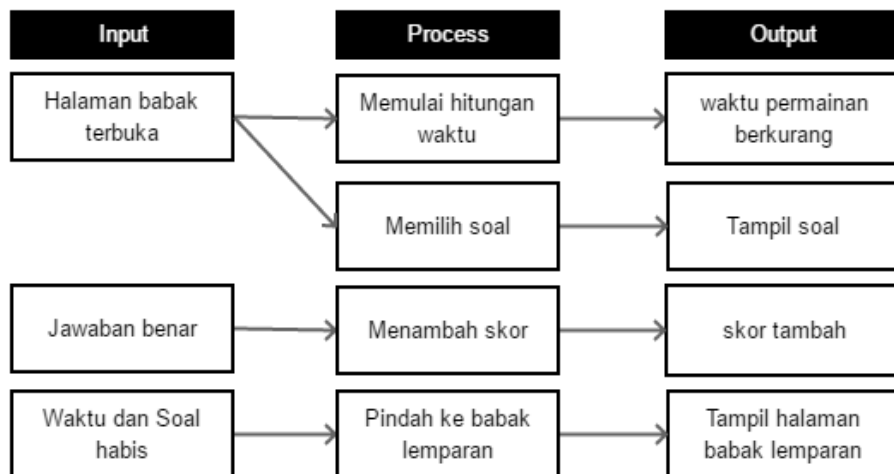 Input
Process
Output
Halaman babak
terbuka
Memulai hitungan
waktu
waktu permainan
berkurang
Memilih soal
Tampil soal
Jawaban benar
Menambah skor
skor tambah
Waktu dan Soal
habis
Pindah ke babak
lemparan
Tampil halaman
babak lemparan